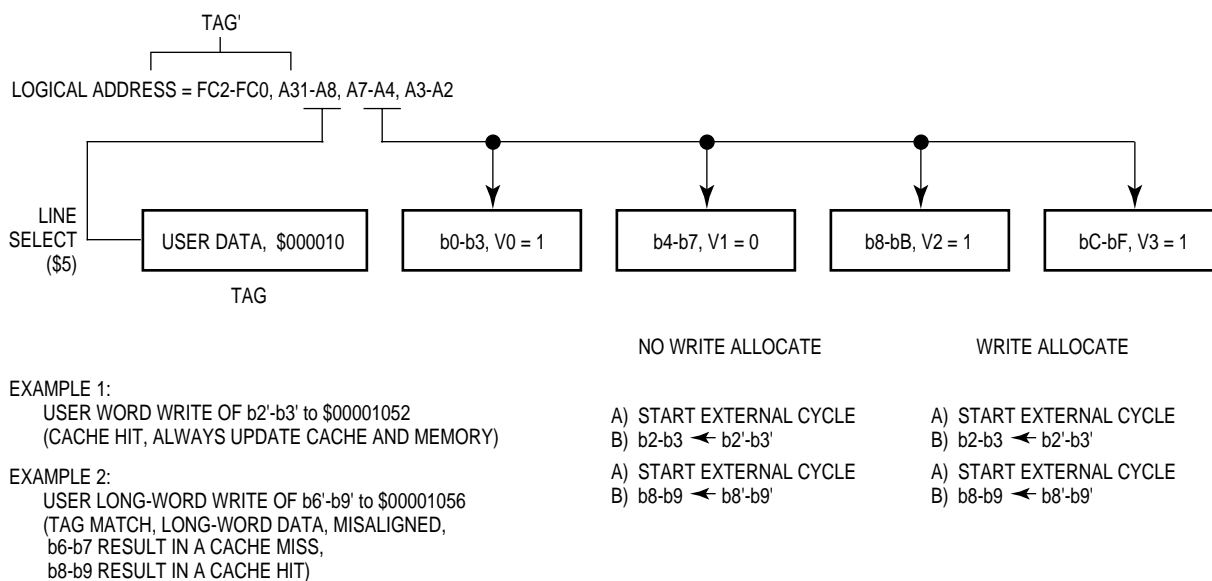 TAG'
LOGICAL ADDRESS = FC2-FC0, A31-A8, A7-A4, A3-A2
LINE
SELECT
($5)
USER DATA, $000010
b0-b3, V0 = 1
b4-b7, V1 = 0
b8-bB, V2 = 1
bC-bF, V3 = 1
TAG
NO WRITE ALLOCATE
WRITE ALLOCATE
EXAMPLE 1:
USER WORD WRITE OF b2'-b3' to $00001052
(CACHE HIT, ALWAYS UPDATE CACHE AND MEMORY)
A) START EXTERNAL CYCLE
B) b2-b3 ← b2'-b3'
A) START EXTERNAL CYCLE
B) b2-b3 ← b2'-b3'
EXAMPLE 2:
USER LONG-WORD WRITE OF b6'-b9' to $00001056
(TAG MATCH, LONG-WORD DATA, MISALIGNED,
b6-b7 RESULT IN A CACHE MISS,
b8-b9 RESULT IN A CACHE HIT)
A) START EXTERNAL CYCLE
B) b8-b9 ← b8'-b9'
A) START EXTERNAL CYCLE
B) b8-b9 ← b8'-b9'